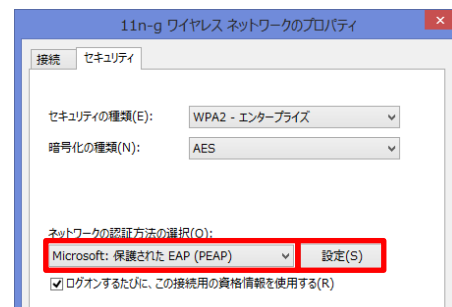 11n-g ワイヤレス ネットワークのプロパティ
接続 セキュリティ
セキュリティの種類(E): WPA2 - エンタープライズ
暗号化の種類(N): AES
ネットワークの認証方法の選択(O):
Microsoft: 保護された EAP (PEAP) 設定(S)
ログオンするたびに、この接続用の資格情報を使用する(R)